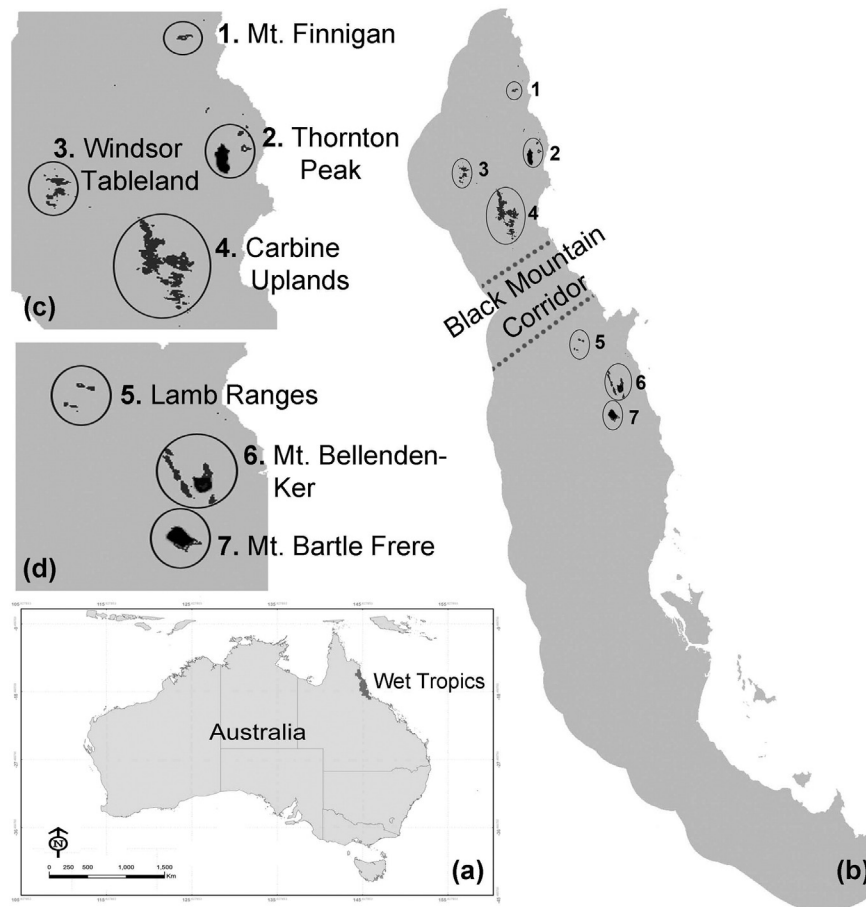 1. Mt. Finnigan
2. Thornton
Peak
3. Windsor
Tableland
4. Carbine
Uplands
(c)
5. Lamb Ranges
6. Mt. Bellenden-
Ker
7. Mt. Bartle Frere
(d)
1
2
3
4
Black Mountain
Corridor
5
6
7
(b)
Wet Tropics
Australia
N
0 250 500 1,000 1,500
Km
(a)